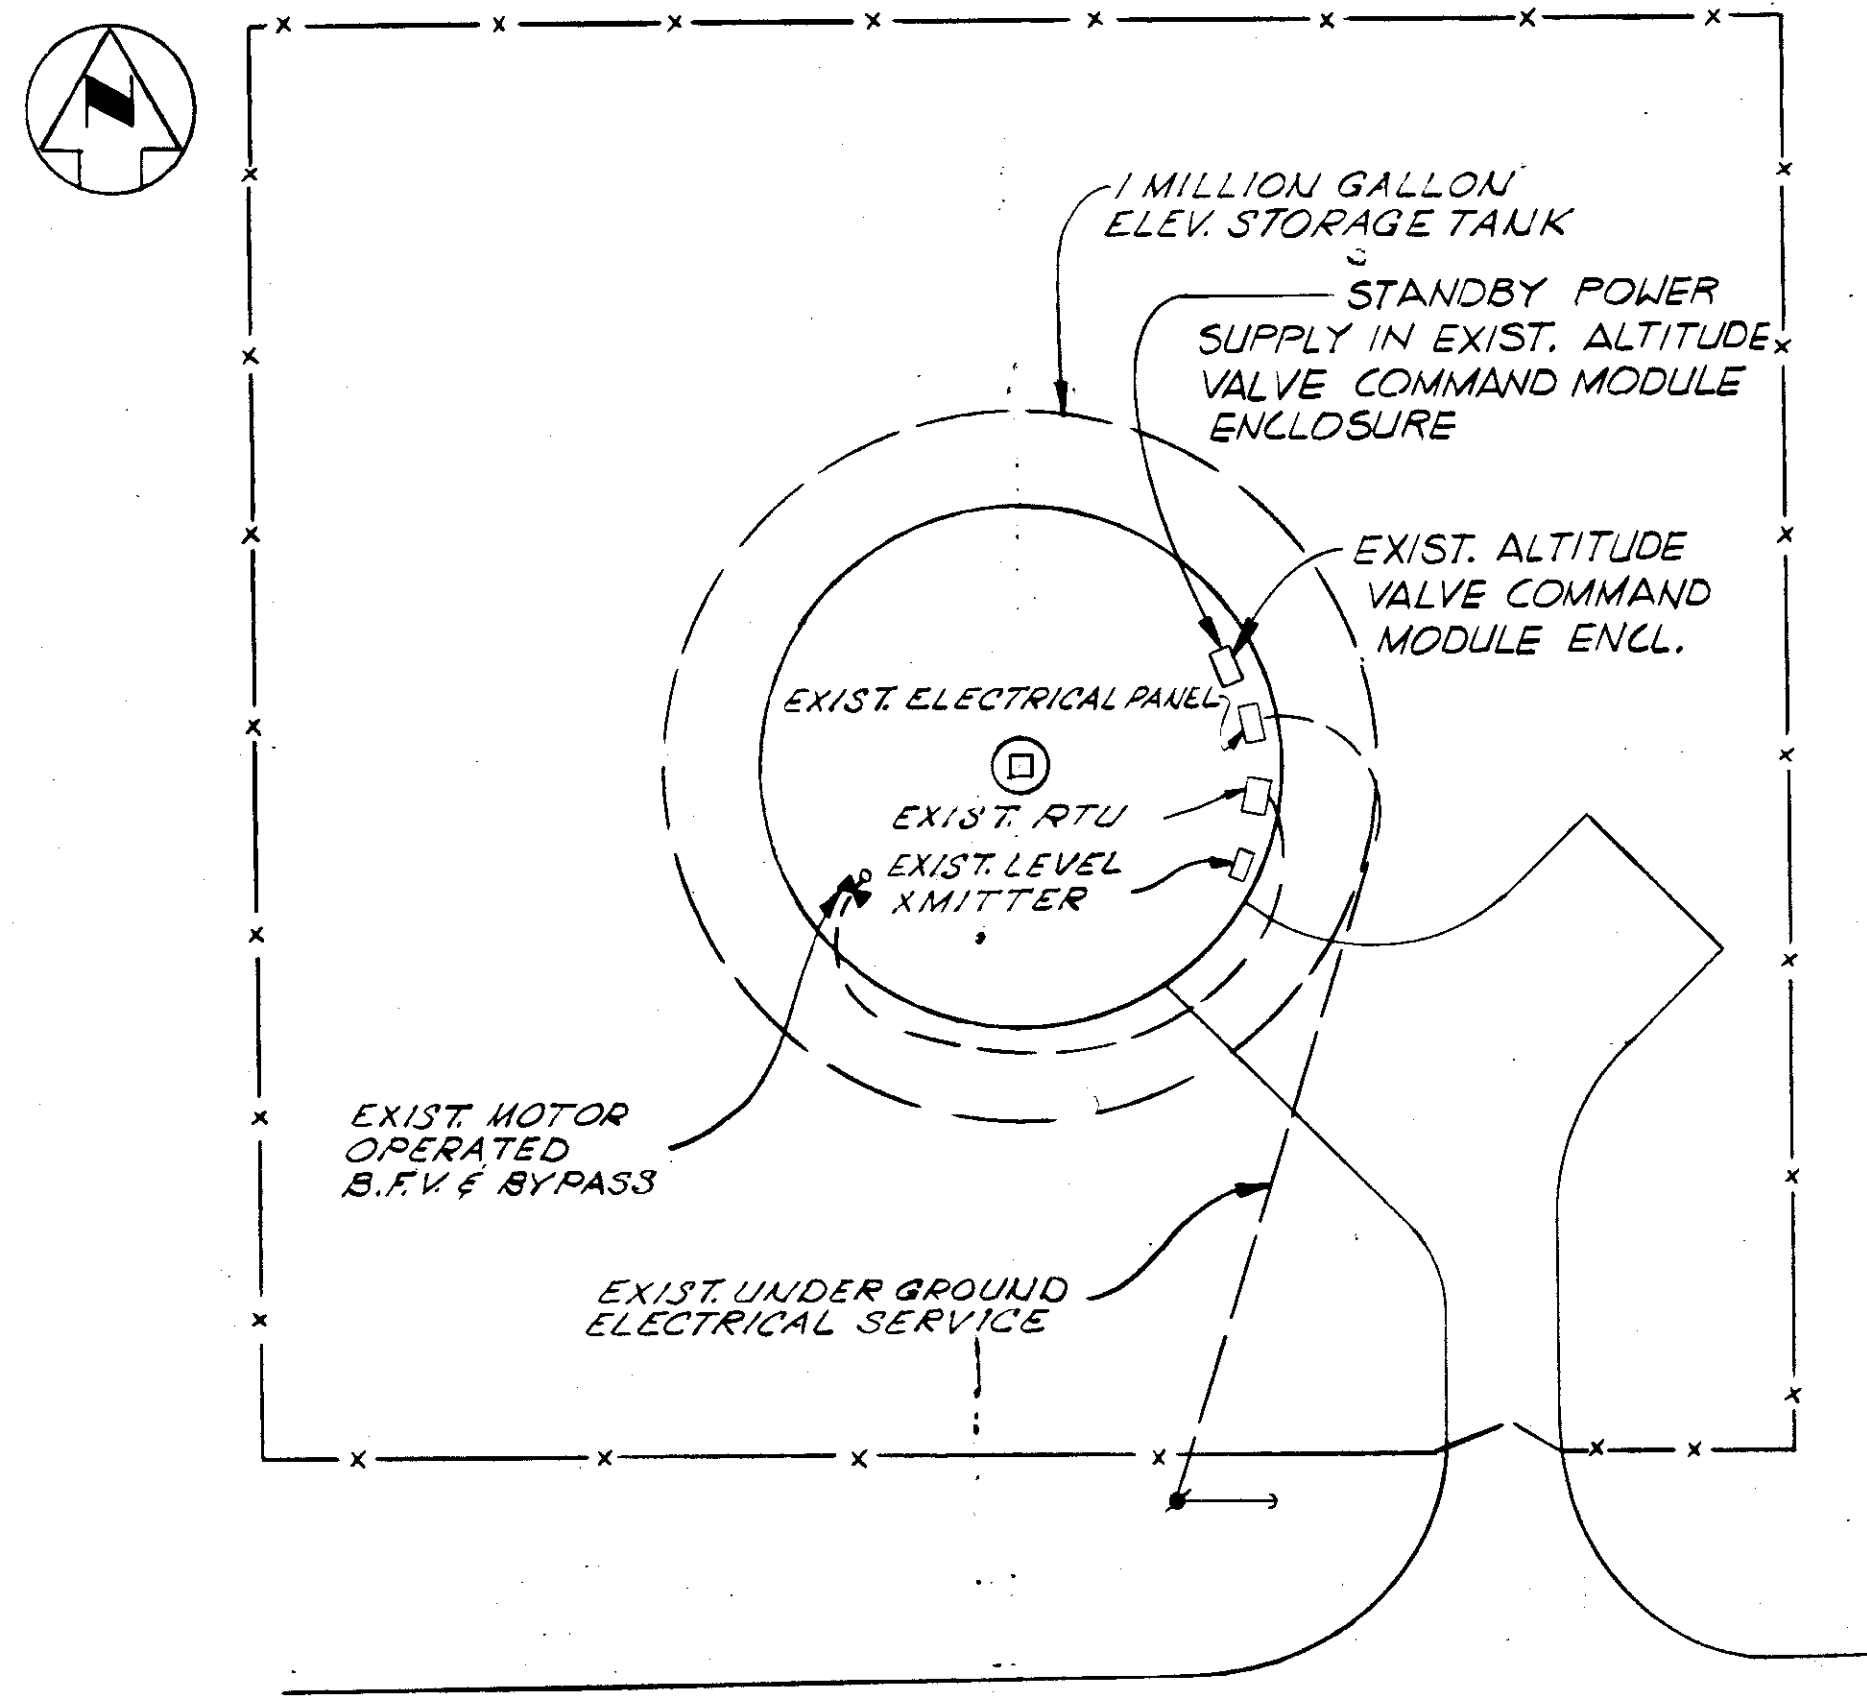 N
1 MILLION GALLON
ELEV. STORAGE TANK
STANDBY POWER
SUPPLY IN EXIST. ALTITUDE
VALVE COMMAND MODULE
ENCLOSURE
EXIST. ALTITUDE
VALVE COMMAND
MODULE ENCL.
EXIST. ELECTRICAL PANEL
EXIST. RTU
EXIST. LEVEL
XMITTER
EXIST. MOTOR
OPERATED
B.F.V. & BYPASS
EXIST. UNDER GROUND
ELECTRICAL SERVICE